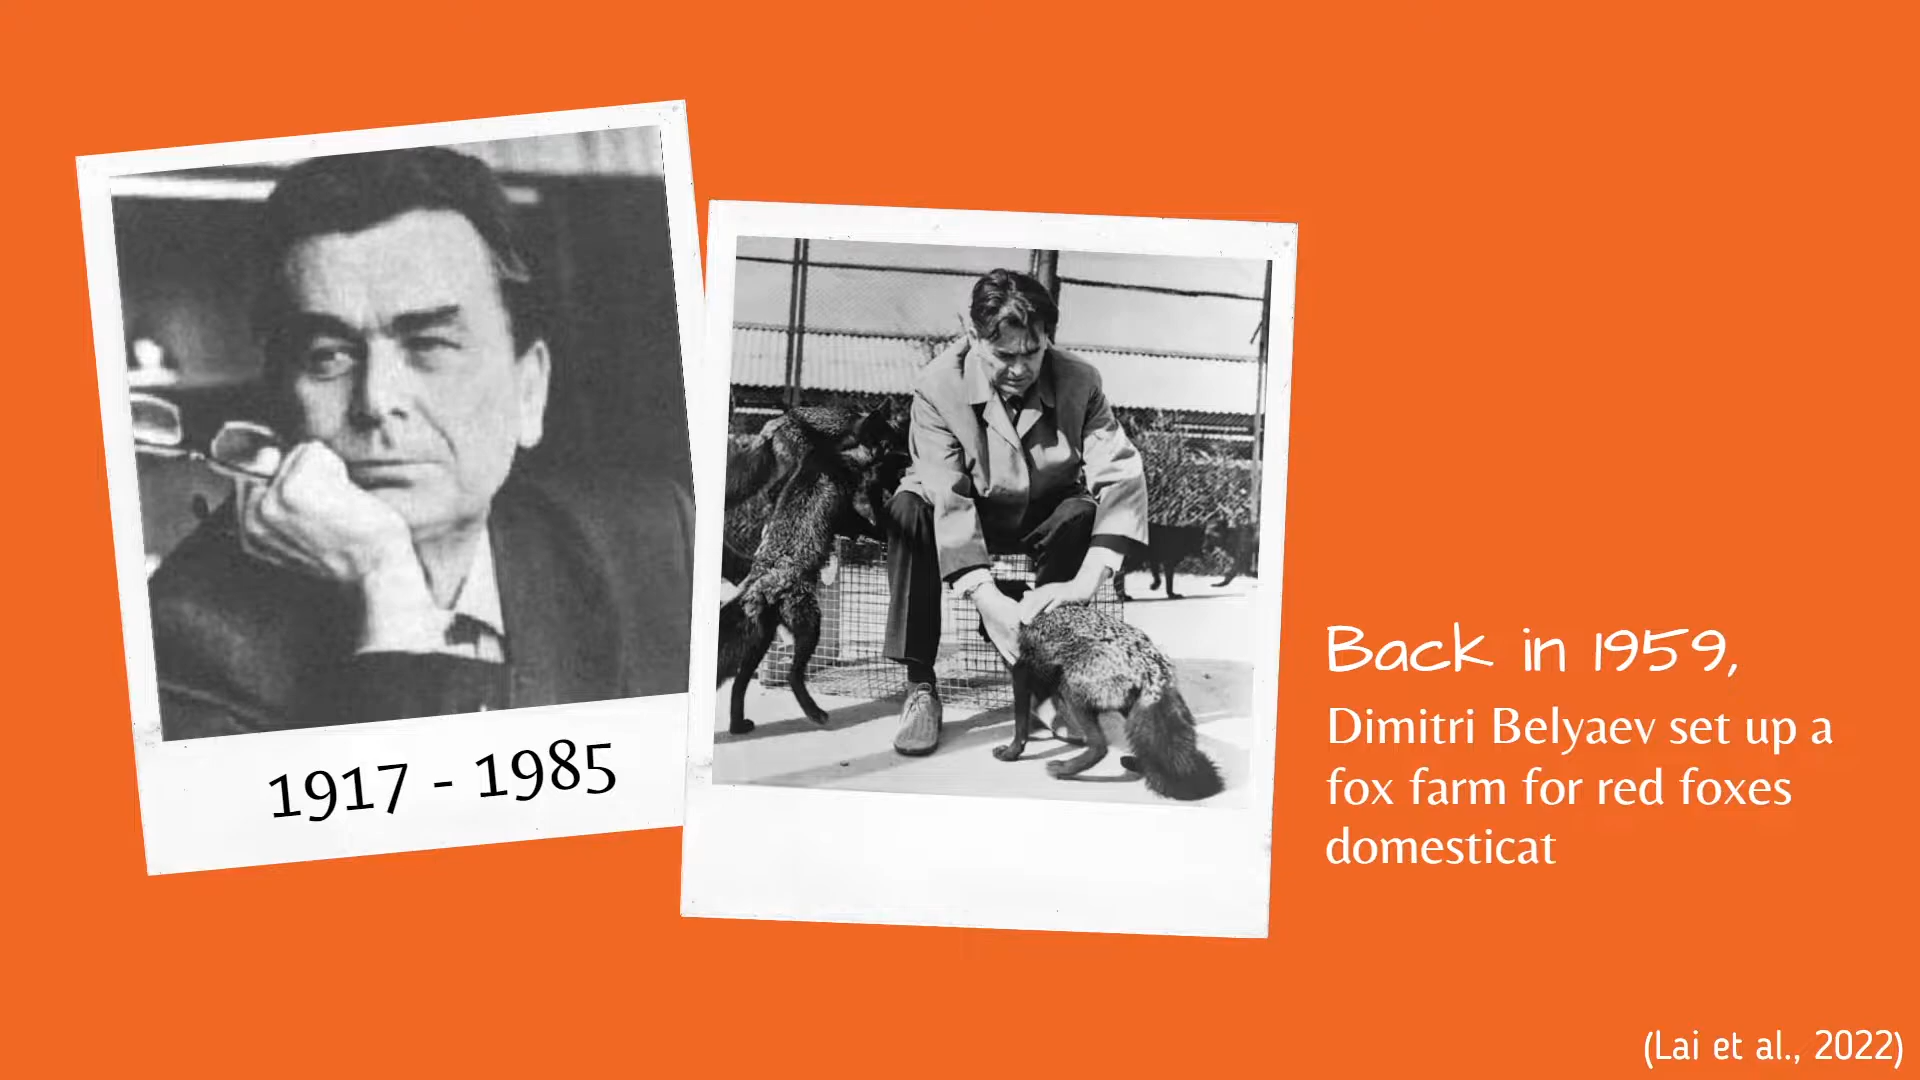 1917 - 1985
Back in 1959,
Dimitri Belyaev set up a
fox farm for red foxes
domesticat
(Lai et al., 2022)